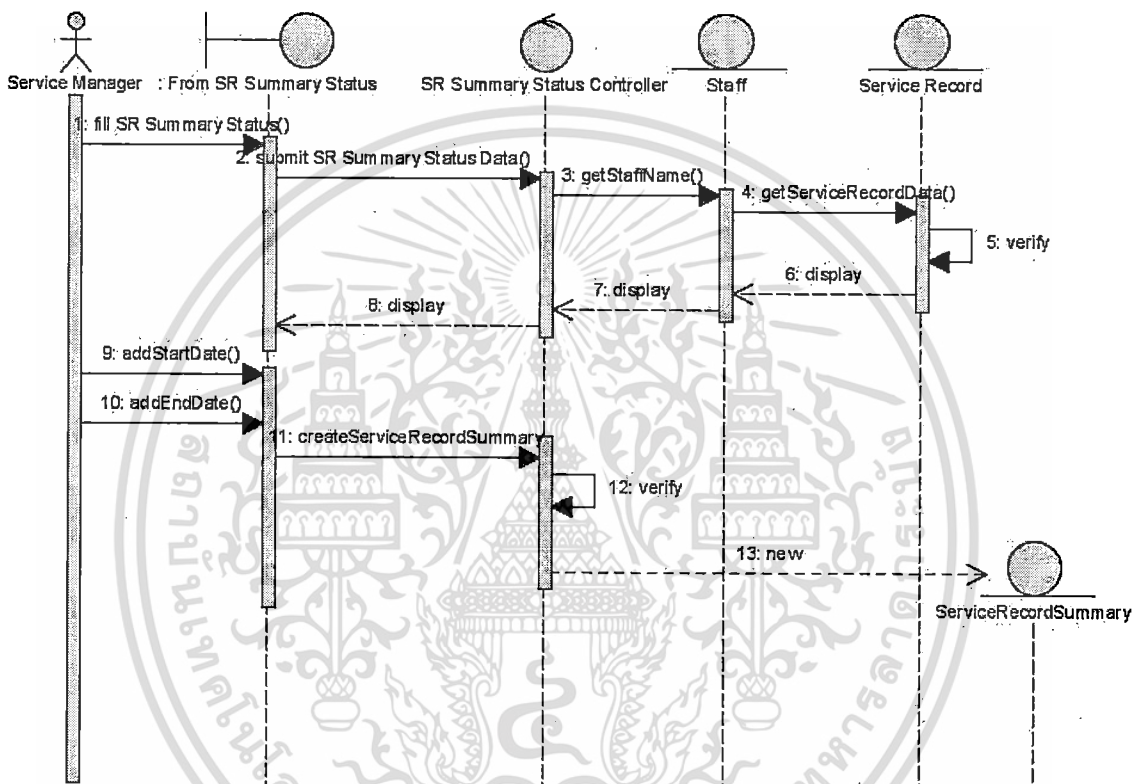 Service Manager
: From SR Summary Status
SR Summary Status Controller
Staff
Service Record
1: fill SR Summary Status()
2: submit SR Summary Status Data()
3: getStaffName()
4: getServiceRecordData()
5: verify
6: display
7: display
8: display
9: addStartDate()
10: addEndDate()
11: createServiceRecordSummary
12: verify
13: new
ServiceRecordSummary